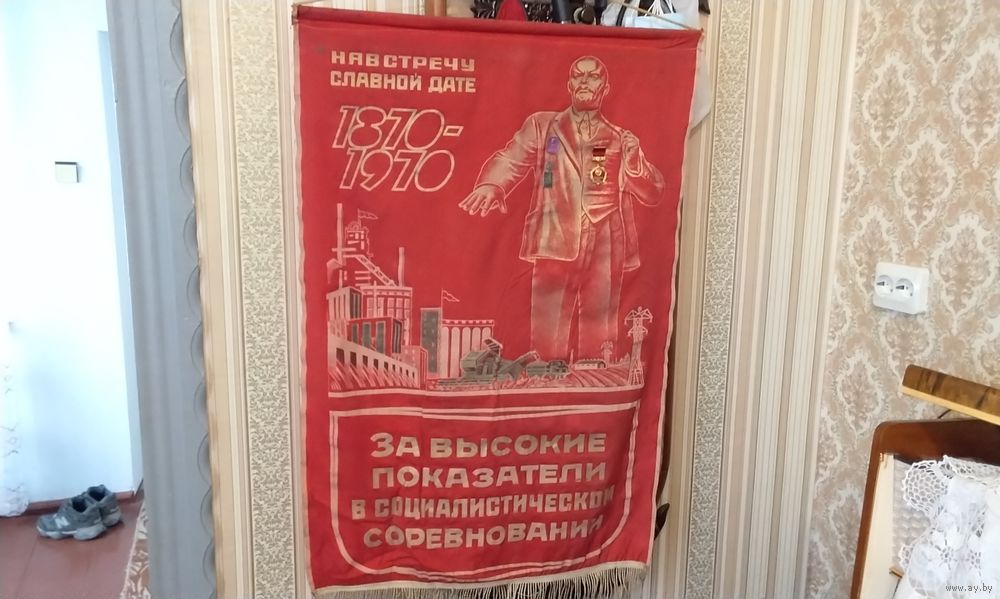 НАВСТРЕЧУ
СЛАВНОЙ ДАТЕ
1870-
1970
ЗА ВЫСОКИЕ
ПОКАЗАТЕЛИ
В СОЦИАЛИСТИЧЕСКОМ
СОРЕВНОВАНИИ
www.ay.by